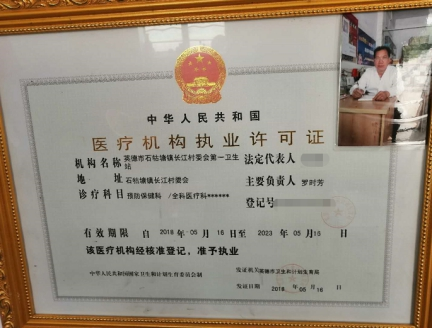 中华人民共和国
医疗机构执业许可证
机构名称 英德市石牯塘镇长江村委会第一卫生站 法定代表人
地址 石牯塘镇长江村委会 主要负责人 罗时芳
诊疗科目 预防保健科 /全科医疗科****** 登记号
有效期限 自 2018 年 05 月 16 日至 2023 年 05 月 15 日
该医疗机构经核准登记，准予执业
中华人民共和国国家卫生和计划生育委员会制 发证机关 英德市卫生和计划生育局
发证日期 2018 年 05 月 16 日